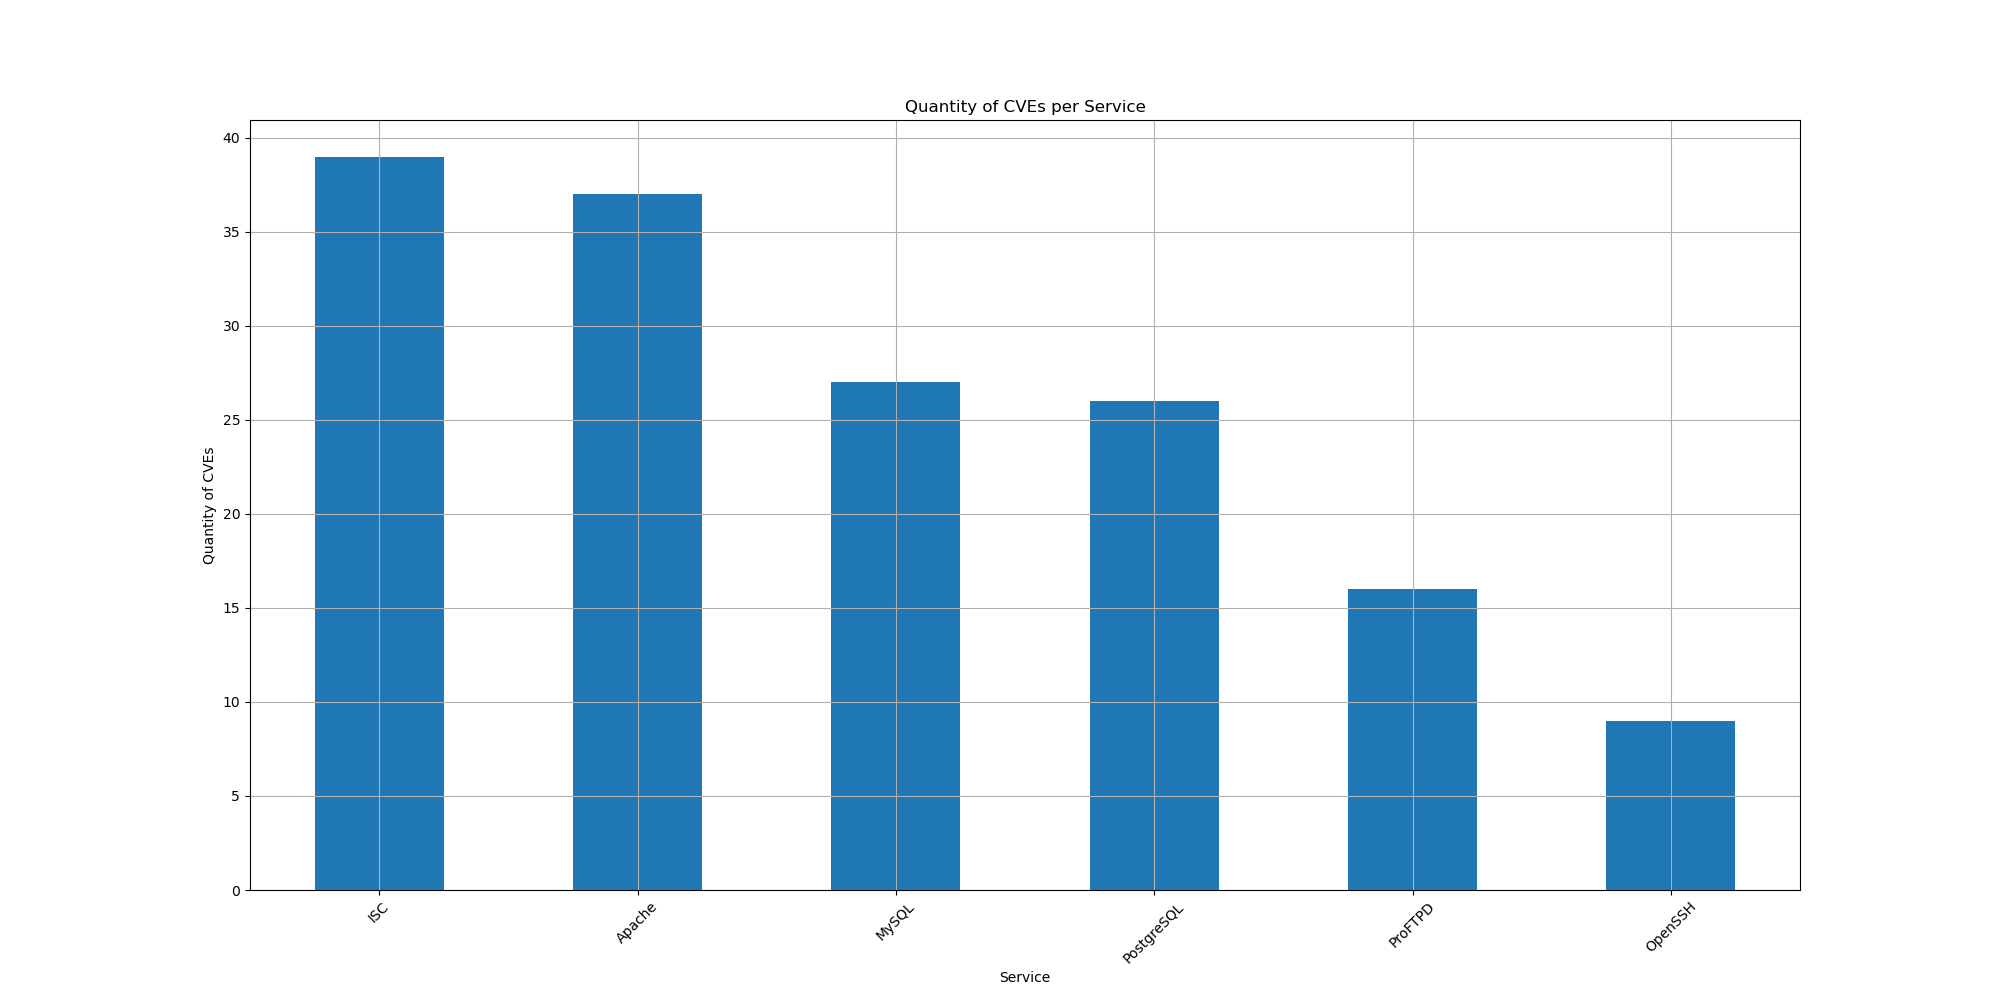 Quantity of CVEs per Service
40
35
30
25
20
15
10
5
0
Quantity of CVEs
ISC
Apache
MySQL
PostgreSQL
ProFTPD
OpenSSH
Service